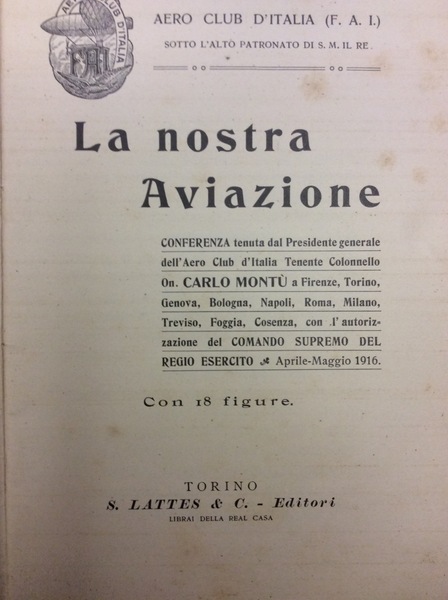 AERO CLUB D'ITALIA
F.A.I.
AERO CLUB D'ITALIA (F. A. I.)
SOTTO L'ALTO PATRONATO DI S. M. IL RE
La nostra
Aviazione
CONFERENZA tenuta dal Presidente generale
dell'Aero Club d'Italia Tenente Colonnello
On. CARLO MONTÙ a Firenze, Torino,
Genova, Bologna, Napoli, Roma, Milano,
Treviso, Foggia, Cosenza, con l'autoriz-
zazione del COMANDO SUPREMO DEL
REGIO ESERCITO Aprile-Maggio 1916.
Con 18 figure.
TORINO
S. LATTES & C. - Editori
LIBRAI DELLA REAL CASA